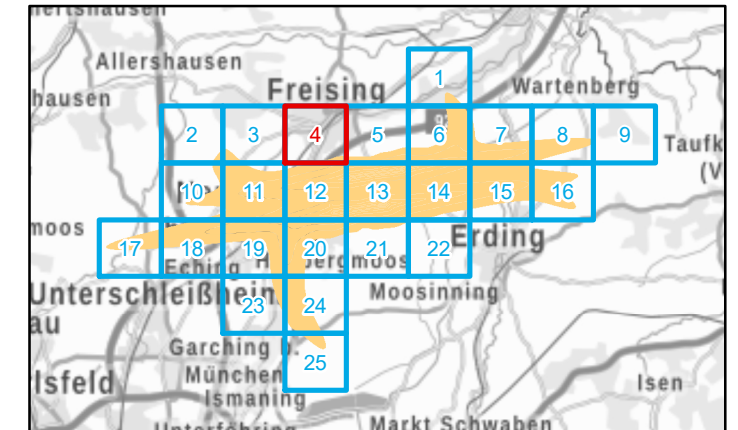 Allershausen
hausen
Freising
Wartenberg
1
2 3 4 5 6 7 8 9
Taufk
(V
10 11 12 13 14 15 16
moos
17 18 19 20 21 22
Erding
Eching
Unterschleißheim
Moosinning
23 24
au
Garching b.
München
25
lsfeld
Ismaning
Isen
Markt Schwaben
Unterföhring